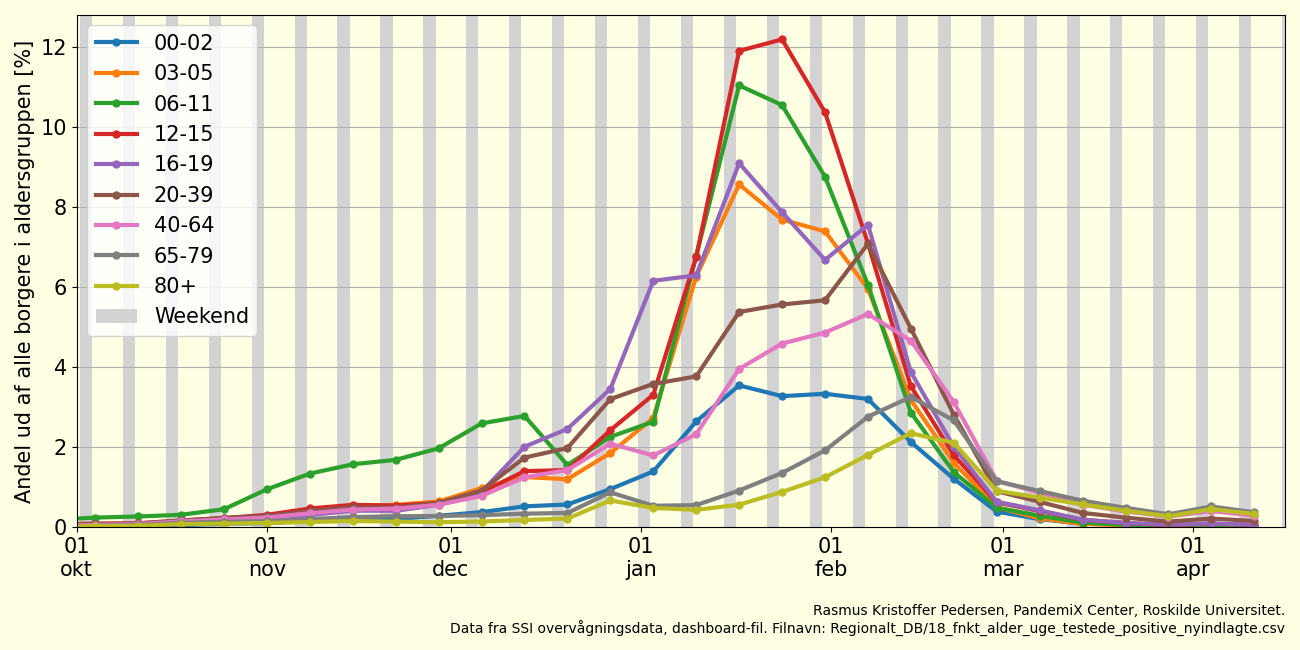 Andel ud af alle borgere i aldersgruppen [%]
12
10
8
6
4
2
0
00-02
03-05
06-11
12-15
16-19
20-39
40-64
65-79
80+
Weekend
01 01 01 01 01 01 01
okt nov dec jan feb mar apr
Rasmus Kristoffer Pedersen, PandemiX Center, Roskilde Universitet.
Data fra SSI overvågningsdata, dashboard-fil. Filnavn: Regionalt_DB/18_fnkt_alder_uge_testede_positive_nyindlagte.csv